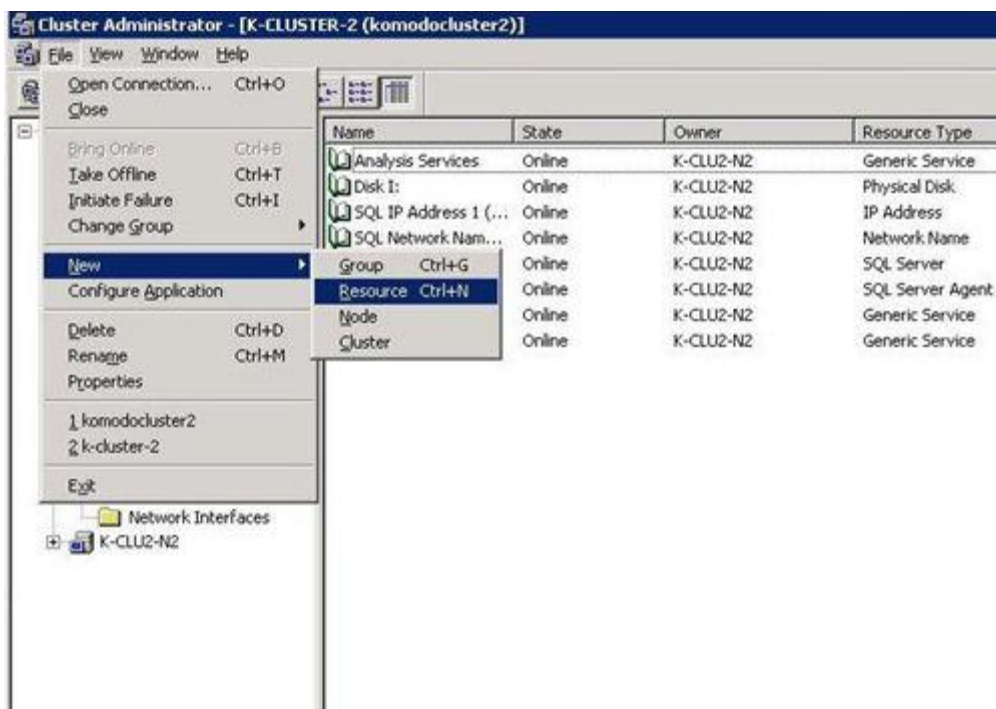 Cluster Administrator - [K-CLUSTER-2 (komodocluster2)]
File View Window Help
Open Connection... Ctrl+O
Close
Bring Online Ctrl+B
Take Offline Ctrl+T
Initiate Failure Ctrl+I
Change Group
New
Configure Application
Delete Ctrl+D
Rename Ctrl+M
Properties
1 komodocluster2
2 k-cluster-2
Exit
Group Ctrl+G
Resource Ctrl+N
Node
Cluster
Network Interfaces
K-CLU2-N2
Name State Owner Resource Type
Analysis Services Online K-CLU2-N2 Generic Service
Disk I: Online K-CLU2-N2 Physical Disk
SQL IP Address 1 (... Online K-CLU2-N2 IP Address
SQL Network Nam... Online K-CLU2-N2 Network Name
Online K-CLU2-N2 SQL Server
Online K-CLU2-N2 SQL Server Agent
Online K-CLU2-N2 Generic Service
Online K-CLU2-N2 Generic Service